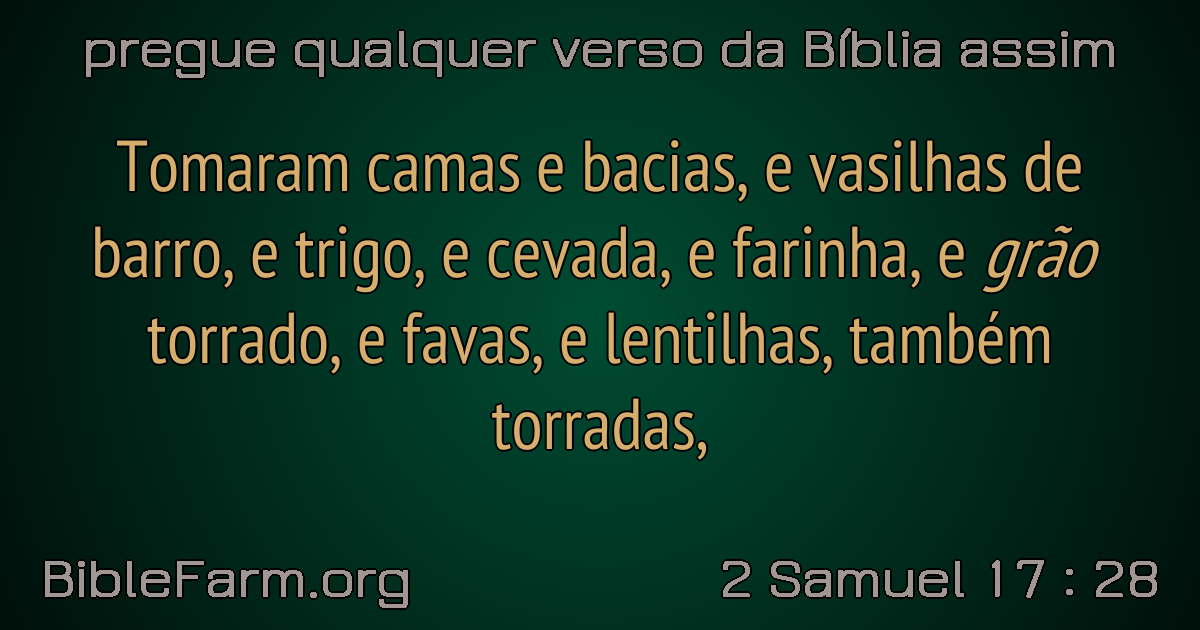 pregue qualquer verso da Bíblia assim
Tomaram camas e bacias, e vasilhas de
barro, e trigo, e cevada, e farinha, e grão
torrado, e favas, e lentilhas, também
torradas,
BibleFarm.org
2 Samuel 17 : 28